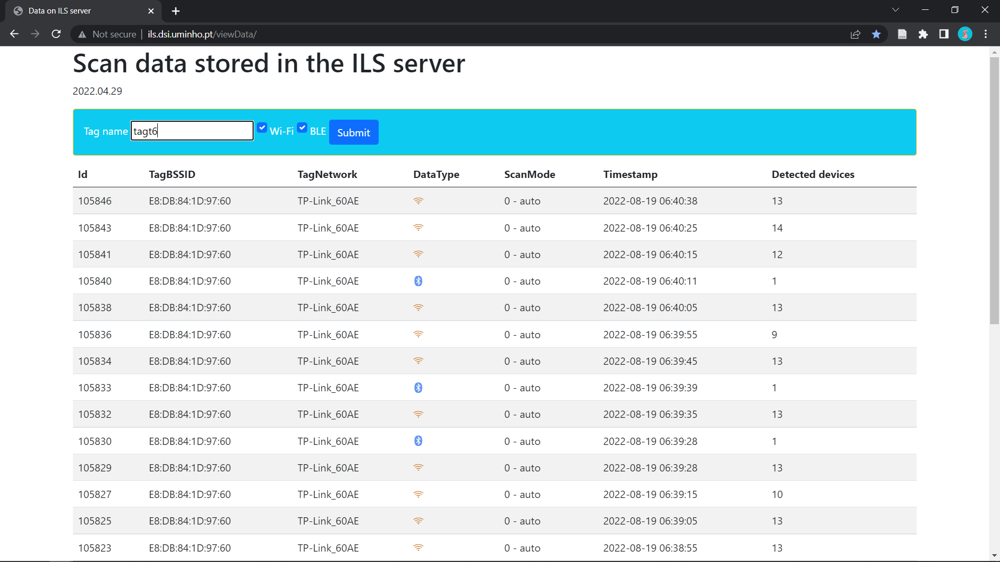 Data on ILS server
Not secure | ils.dsi.uminho.pt/viewData/
Scan data stored in the ILS server
2022.04.29
Tag name tagt6 Wi-Fi BLE Submit
Id TagBSSID TagNetwork DataType ScanMode Timestamp Detected devices
105846 E8:DB:84:1D:97:60 TP-Link_60AE 0 - auto 2022-08-19 06:40:38 13
105843 E8:DB:84:1D:97:60 TP-Link_60AE 0 - auto 2022-08-19 06:40:25 14
105841 E8:DB:84:1D:97:60 TP-Link_60AE 0 - auto 2022-08-19 06:40:15 12
105840 E8:DB:84:1D:97:60 TP-Link_60AE 0 - auto 2022-08-19 06:40:11 1
105838 E8:DB:84:1D:97:60 TP-Link_60AE 0 - auto 2022-08-19 06:40:05 13
105836 E8:DB:84:1D:97:60 TP-Link_60AE 0 - auto 2022-08-19 06:39:55 9
105834 E8:DB:84:1D:97:60 TP-Link_60AE 0 - auto 2022-08-19 06:39:45 13
105833 E8:DB:84:1D:97:60 TP-Link_60AE 0 - auto 2022-08-19 06:39:39 1
105832 E8:DB:84:1D:97:60 TP-Link_60AE 0 - auto 2022-08-19 06:39:35 13
105830 E8:DB:84:1D:97:60 TP-Link_60AE 0 - auto 2022-08-19 06:39:28 1
105829 E8:DB:84:1D:97:60 TP-Link_60AE 0 - auto 2022-08-19 06:39:28 13
105827 E8:DB:84:1D:97:60 TP-Link_60AE 0 - auto 2022-08-19 06:39:15 10
105825 E8:DB:84:1D:97:60 TP-Link_60AE 0 - auto 2022-08-19 06:39:05 13
105823 E8:DB:84:1D:97:60 TP-Link_60AE 0 - auto 2022-08-19 06:38:55 13